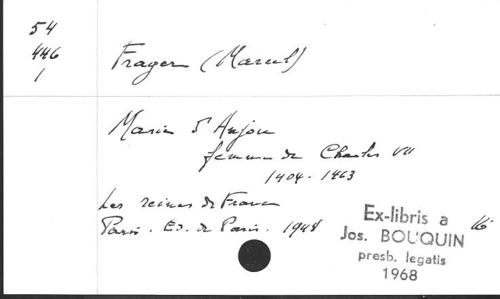 54
446
1
Frager (Marcel)
Marie d'Anjou
femme de Charles VII
1404-1463
Les reines de France
Paris. Ed. de Paris. 1948
16°
Ex-libris a
Jos. BOUQUIN
presb. legatis
1968